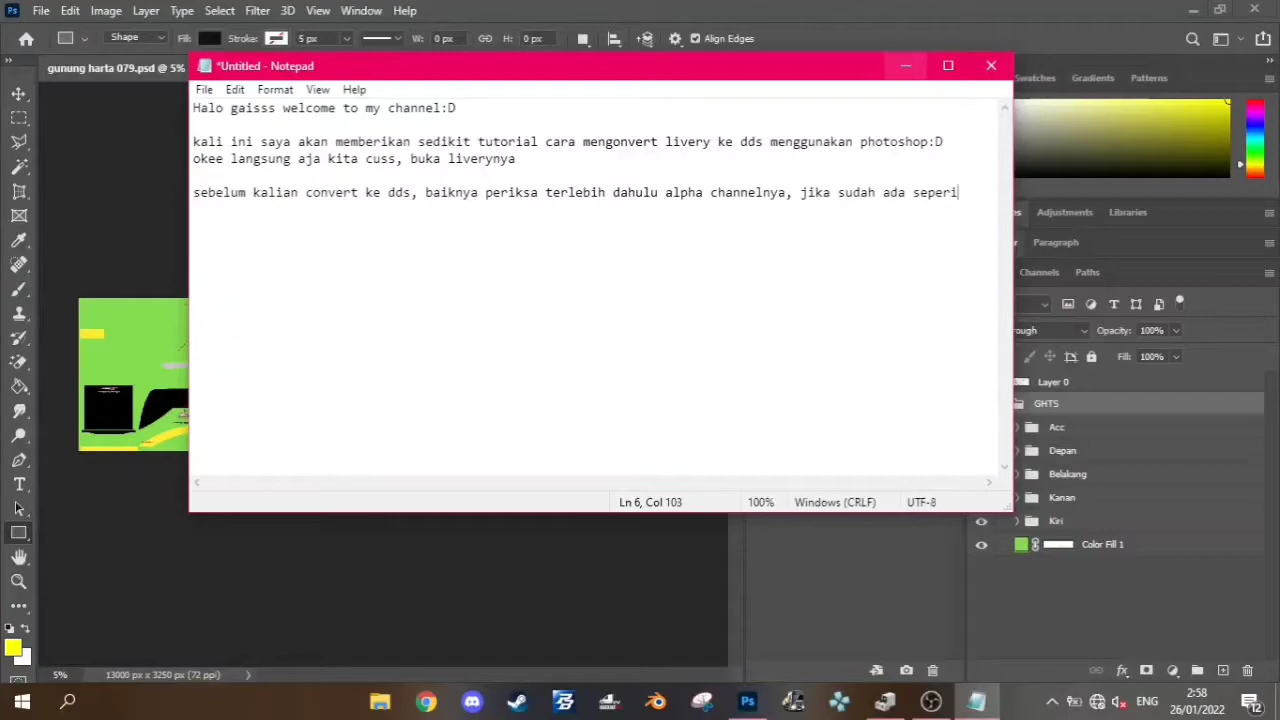 Ps File Edit Image Layer Type Select Filter 3D View Window Help
Shape Fill: Stroke: 5 px W: 0 px H: 0 px Align Edges
gunung harta 079.psd @ 5%
*Untitled - Notepad
File Edit Format View Help
Halo gaisss welcome to my channel:D
kali ini saya akan memberikan sedikit tutorial cara mengonvert livery ke dds menggunakan photoshop:D
okee langsung aja kita cuss, buka liverynya
sebelum kalian convert ke dds, baiknya periksa terlebih dahulu alpha channelnya, jika sudah ada seperi
Ln 6, Col 103 100% Windows (CRLF) UTF-8
Swatches Gradients Patterns
Adjustments Libraries
Paragraph
Channels Paths
Opacity: 100%
Fill: 100%
Layer 0
GHTS
Acc
Depan
Belakang
Kanan
Kiri
Color Fill 1
fx
5% 13000 px x 3250 px (72 ppi)
Ps
ENG
2:58
26/01/2022
12